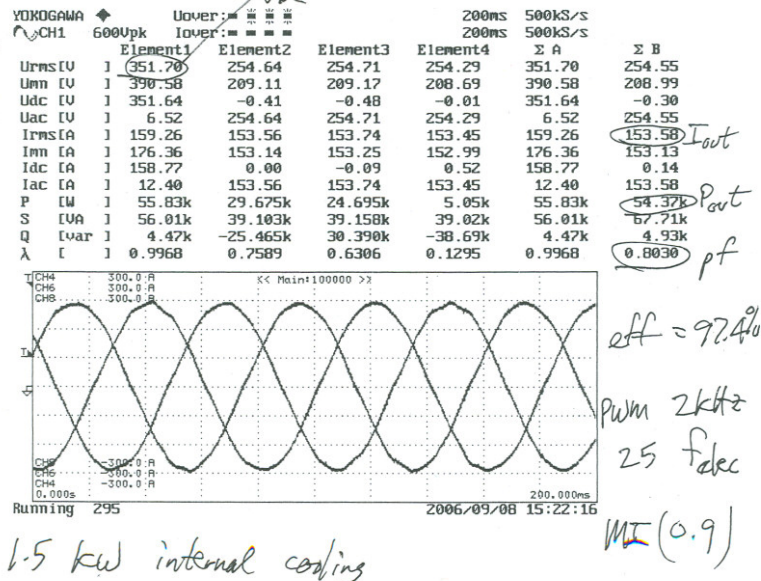 YOKOGAWA ◆ Uover: 200ms 500kS/s
CH1 600Vpk Iover: 200ms 500kS/s
Element1 Element2 Element3 Element4 Σ A Σ B
Urms[V ] 351.70 254.64 254.71 254.29 351.70 254.55
Umn [V ] 390.58 209.11 209.17 208.69 390.58 208.99
Udc [V ] 351.64 -0.41 -0.48 -0.01 351.64 -0.30
Uac [V ] 6.52 254.64 254.71 254.29 6.52 254.55
Irms[A ] 159.26 153.56 153.74 153.45 159.26 153.58 Iout
Imn [A ] 176.36 153.14 153.25 152.99 176.36 153.13
Idc [A ] 158.77 0.00 -0.09 0.52 158.77 0.14
Iac [A ] 12.40 153.56 153.74 153.45 12.40 153.58
P [W ] 55.83k 29.675k 24.695k 5.05k 55.83k 54.37k Pout
S [VA ] 56.01k 39.103k 39.158k 39.02k 56.01k 67.71k
Q [var ] 4.47k -25.465k 30.390k -38.69k 4.47k 4.93k
λ [ ] 0.9968 0.7589 0.6306 0.1295 0.9968 0.8030 pf
CH4 300.0 A << Main:100000 >>
CH6 300.0 A
CH8 300.0 A
eff = 97.4%
PWM 2kHz
25 felec
CH8 -300.0 A
CH6 -300.0 A
CH4 -300.0 A
0.000s 200.000ms
Running 295 2006/09/08 15:22:16
MI (0.9)
1.5 kW internal cooling